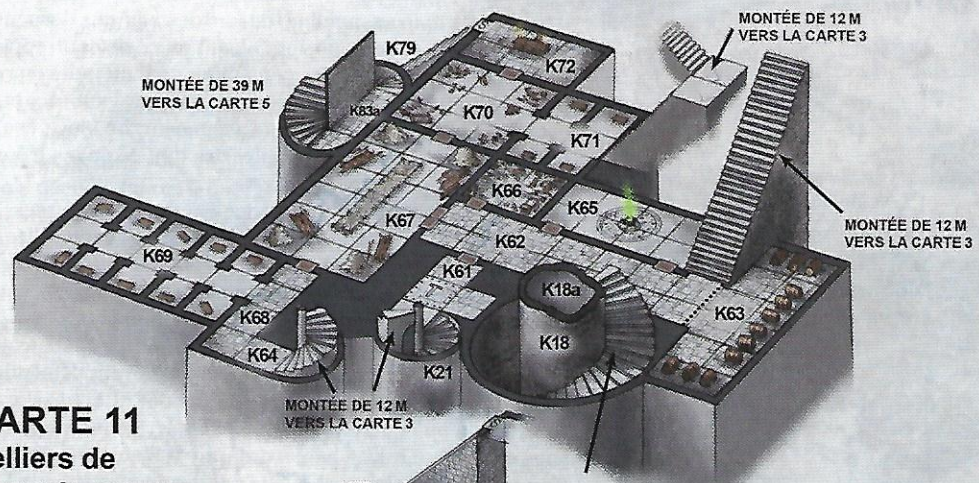 MONTÉE DE 12 M
VERS LA CARTE 3
K79
K72
MONTÉE DE 39 M
VERS LA CARTE 5
K83a
K70
K71
K66
K65
K67
K62
MONTÉE DE 12 M
VERS LA CARTE 3
K69
K61
K18a
K63
K68
K18
K64
K21
MONTÉE DE 12 M
VERS LA CARTE 3
ARTE 11
elliers de